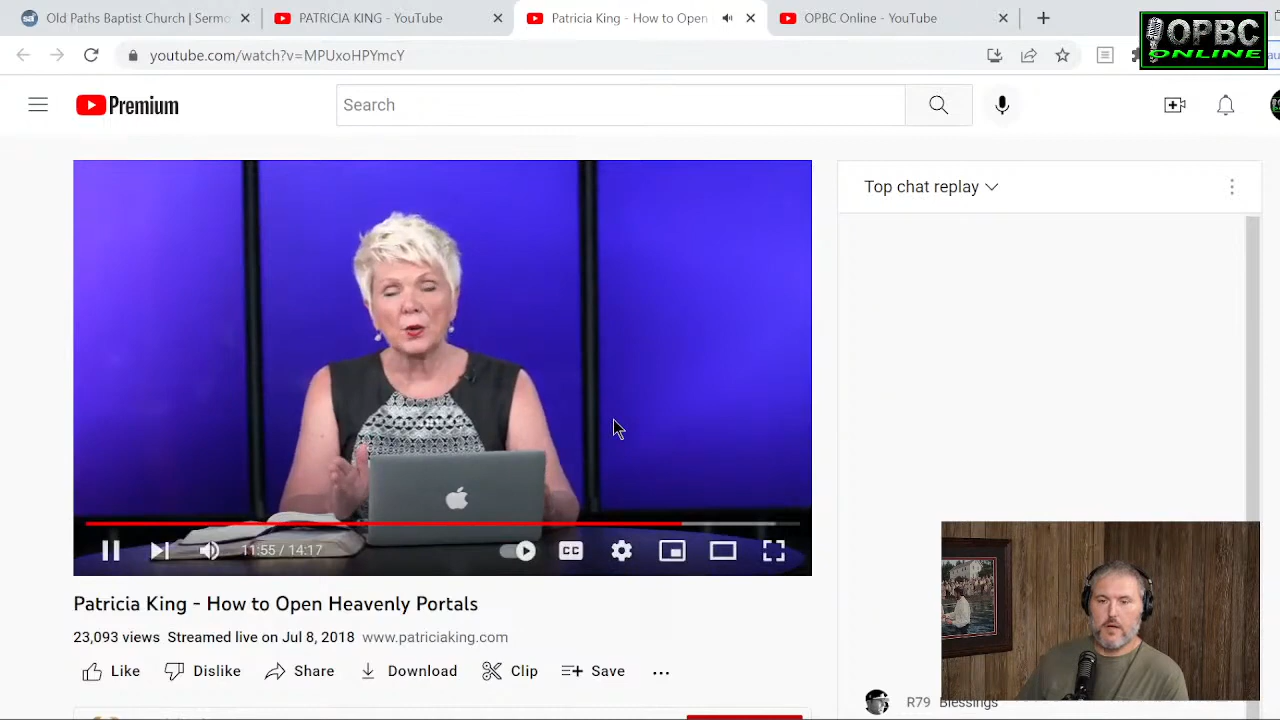 Old Paths Baptist Church | Sermo
PATRICIA KING - YouTube
Patricia King - How to Open
OPBC Online - YouTube
OPBC
ONLINE
youtube.com/watch?v=MPUxoHPYmcY
Premium
Search
Top chat replay
11:55 / 14:17
CC
Patricia King - How to Open Heavenly Portals
23,093 views Streamed live on Jul 8, 2018 www.patriciaking.com
Like Dislike Share Download Clip Save
R79 Blessings